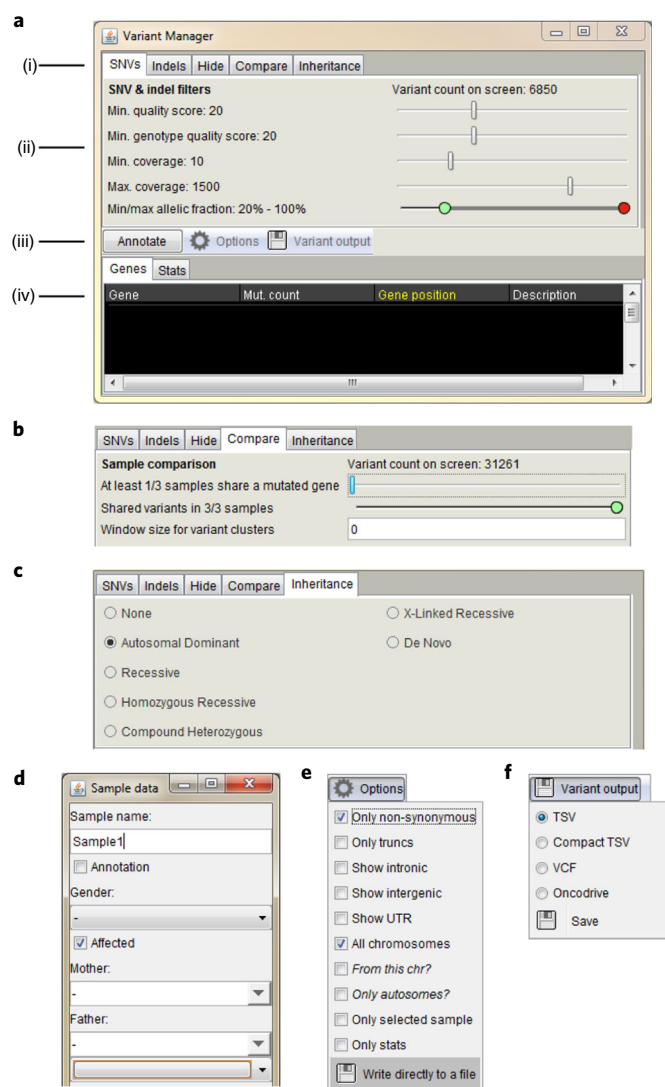 a
Variant Manager
(i)
SNVs Indels Hide Compare Inheritance
SNV & indel filters Variant count on screen: 6850
Min. quality score: 20
Min. genotype quality score: 20
(ii)
Min. coverage: 10
Max. coverage: 1500
Min/max allelic fraction: 20% - 100%
(iii)
Annotate Options Variant output
Genes Stats
(iv)
Gene Mut. count Gene position Description
b
SNVs Indels Hide Compare Inheritance
Sample comparison Variant count on screen: 31261
At least 1/3 samples share a mutated gene
Shared variants in 3/3 samples
Window size for variant clusters 0
c
SNVs Indels Hide Compare Inheritance
None X-Linked Recessive
Autosomal Dominant De Novo
Recessive
Homozygous Recessive
Compound Heterozygous
d
Sample data
Sample name:
Sample1
Annotation
Gender:
-
Affected
Mother:
-
Father:
-
e
Options
Only non-synonymous
Only truncs
Show intronic
Show intergenic
Show UTR
All chromosomes
From this chr?
Only autosomes?
Only selected sample
Only stats
Write directly to a file
f
Variant output
TSV
Compact TSV
VCF
Oncodrive
Save